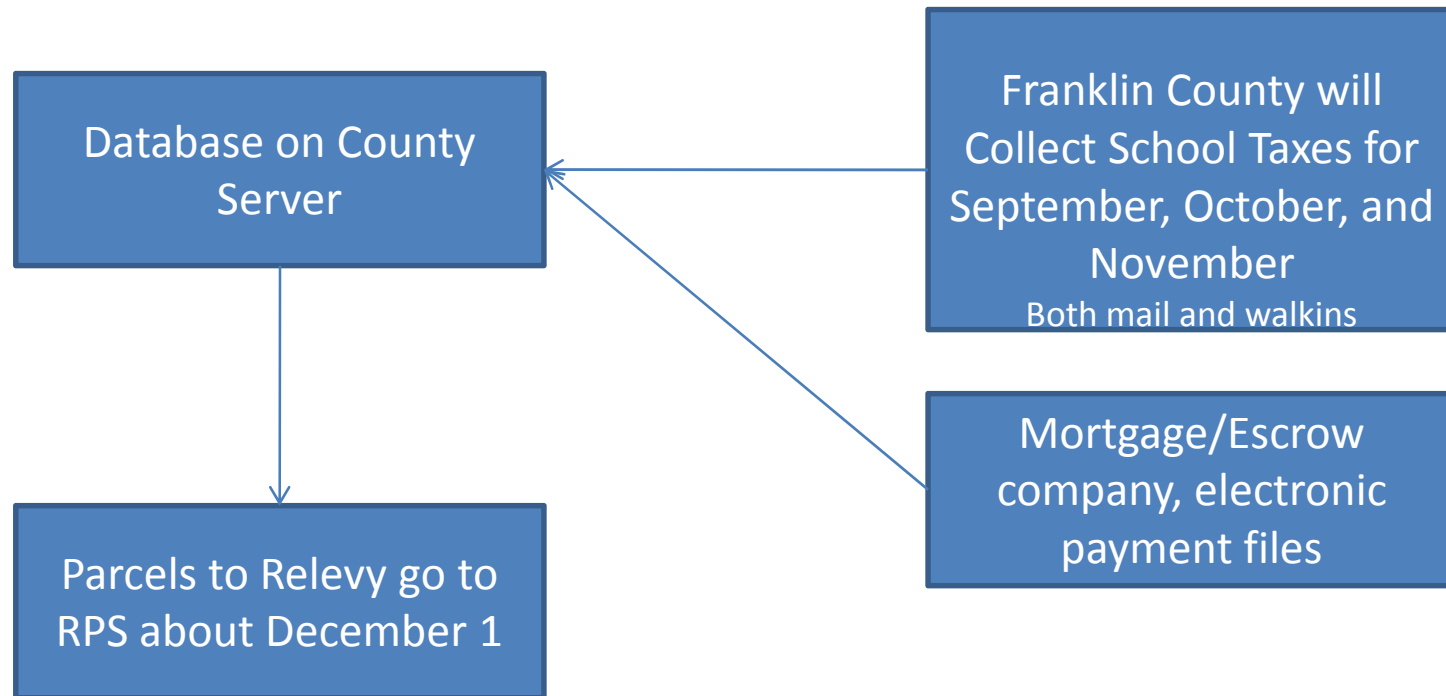 Database on County
Server
Franklin County will
Collect School Taxes for
September, October, and
November
Both mail and walkins
Mortgage/Escrow
company, electronic
payment files
Parcels to Relevy go to
RPS about December 1